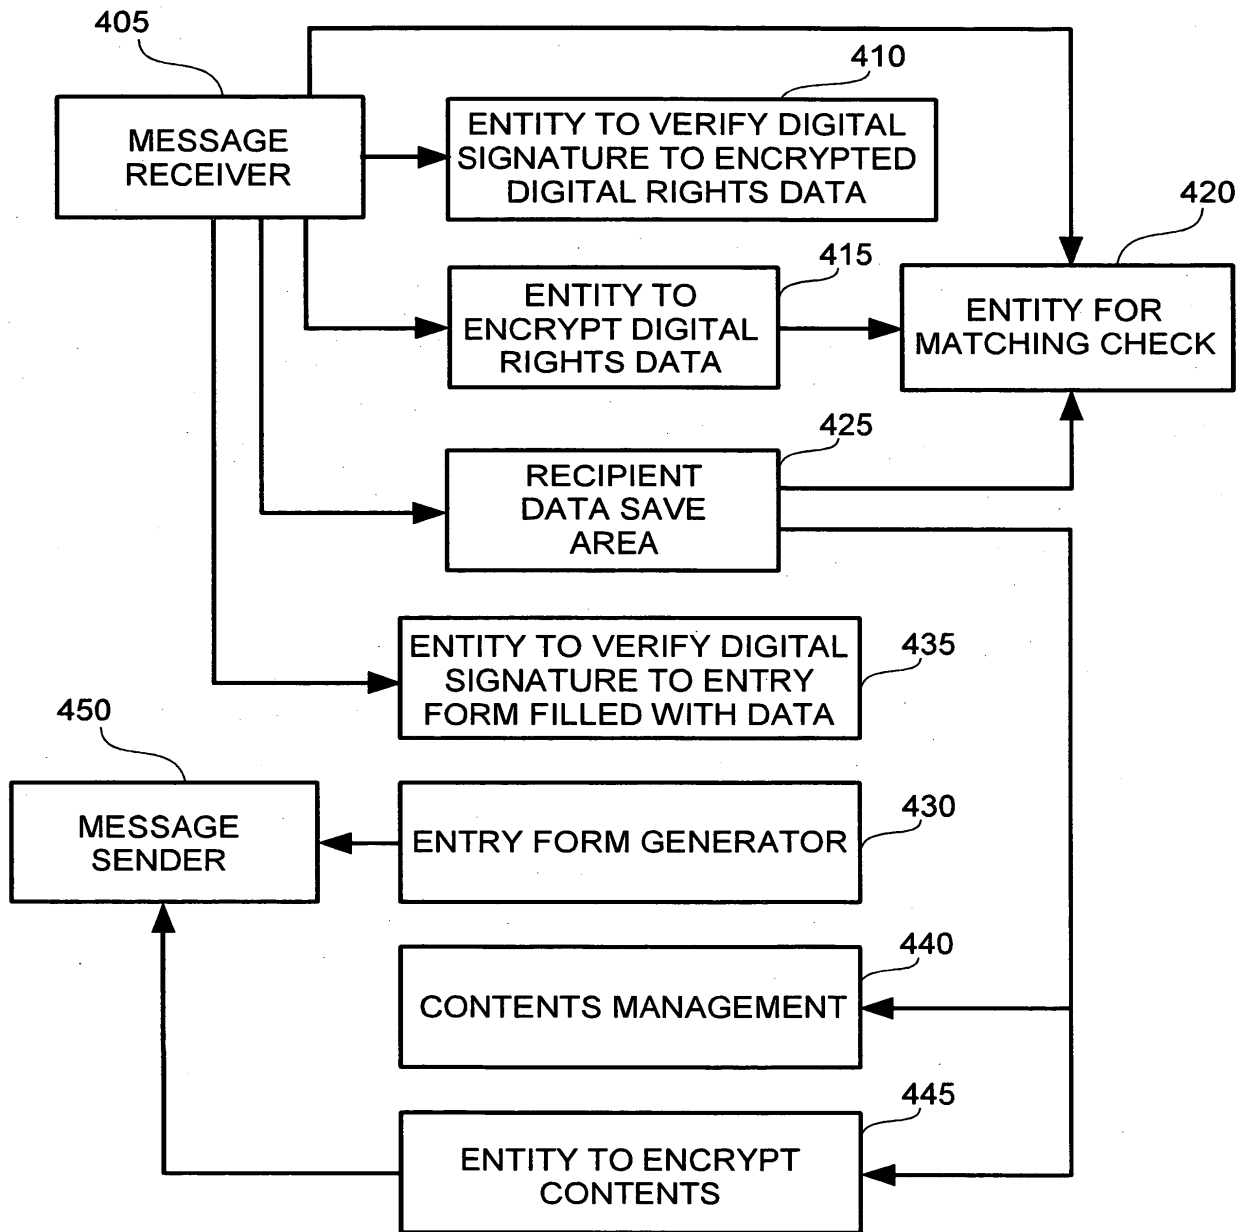 405
MESSAGE
RECEIVER
410
ENTITY TO VERIFY DIGITAL
SIGNATURE TO ENCRYPTED
DIGITAL RIGHTS DATA
415
ENTITY TO
ENCRYPT DIGITAL
RIGHTS DATA
420
ENTITY FOR
MATCHING CHECK
425
RECIPIENT
DATA SAVE
AREA
ENTITY TO VERIFY DIGITAL
SIGNATURE TO ENTRY
FORM FILLED WITH DATA
435
450
MESSAGE
SENDER
ENTRY FORM GENERATOR
430
440
CONTENTS MANAGEMENT
445
ENTITY TO ENCRYPT
CONTENTS